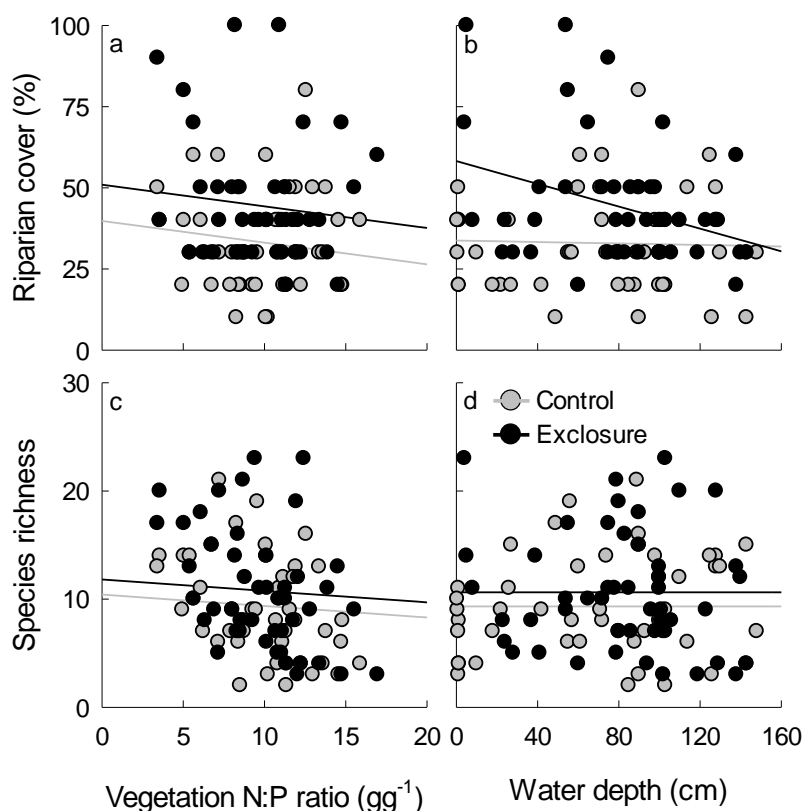 a
b
Riparian cover (%)
100
75
50
25
0
c
d
Control
Exclosure
Species richness
30
20
10
0
0 5 10 15 20
0 40 80 120 160
Vegetation N:P ratio (gg⁻¹)
Water depth (cm)